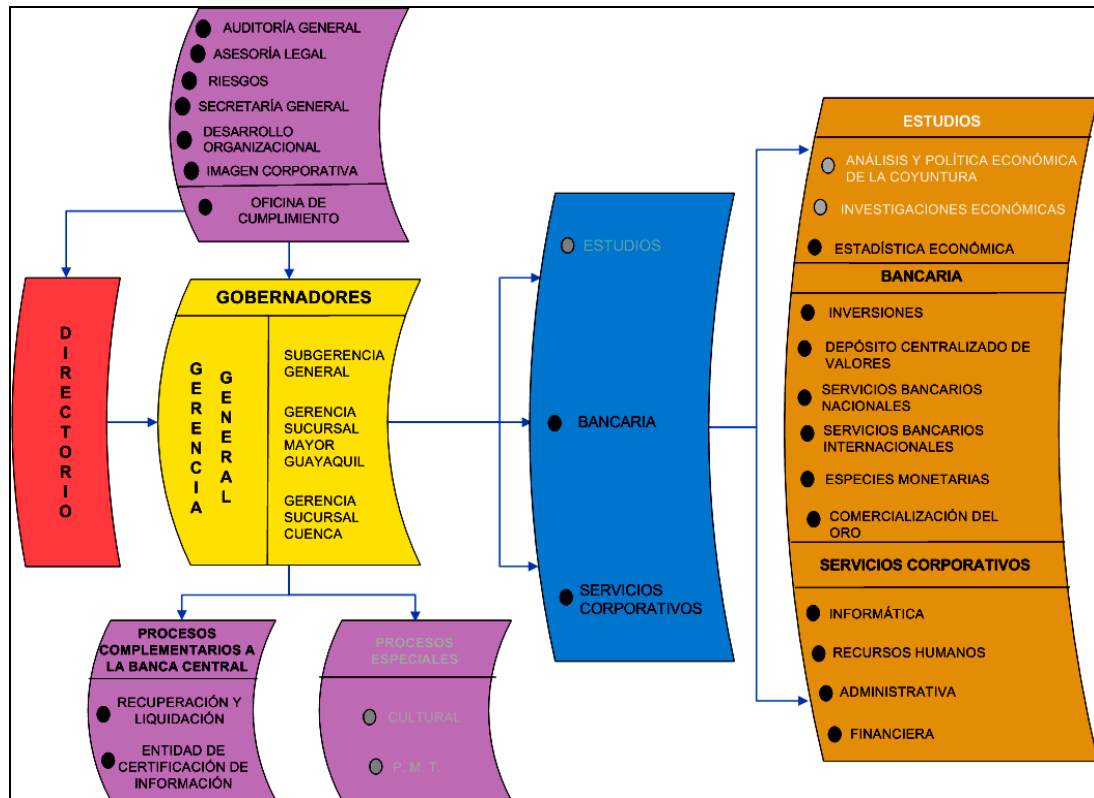 AUDITORÍA GENERAL
ASESORÍA LEGAL
RIESGOS
SECRETARÍA GENERAL
DESARROLLO
ORGANIZACIONAL
IMAGEN CORPORATIVA
OFICINA DE
CUMPLIMIENTO
DIRECTORIO
GOBERNADORES
GERENCIA
GENERAL
SUBGERENCIA
GENERAL
GERENCIA
SUCURSAL
MAYOR
GUAYAQUIL
GERENCIA
SUCURSAL
CUENCA
PROCESOS
COMPLEMENTARIOS A
LA BANCA CENTRAL
RECUPERACIÓN Y
LIQUIDACIÓN
ENTIDAD DE
CERTIFICACIÓN DE
INFORMACIÓN
PROCESOS
ESPECIALES
CULTURAL
P. M. T.
ESTUDIOS
BANCARIA
SERVICIOS
CORPORATIVOS
ESTUDIOS
ANÁLISIS Y POLÍTICA ECONÓMICA
DE LA COYUNTURA
INVESTIGACIONES ECONÓMICAS
ESTADÍSTICA ECONÓMICA
BANCARIA
INVERSIONES
DEPÓSITO CENTRALIZADO DE
VALORES
SERVICIOS BANCARIOS
NACIONALES
SERVICIOS BANCARIOS
INTERNACIONALES
ESPECIES MONETARIAS
COMERCIALIZACIÓN DEL
ORO
SERVICIOS CORPORATIVOS
INFORMÁTICA
RECURSOS HUMANOS
ADMINISTRATIVA
FINANCIERA